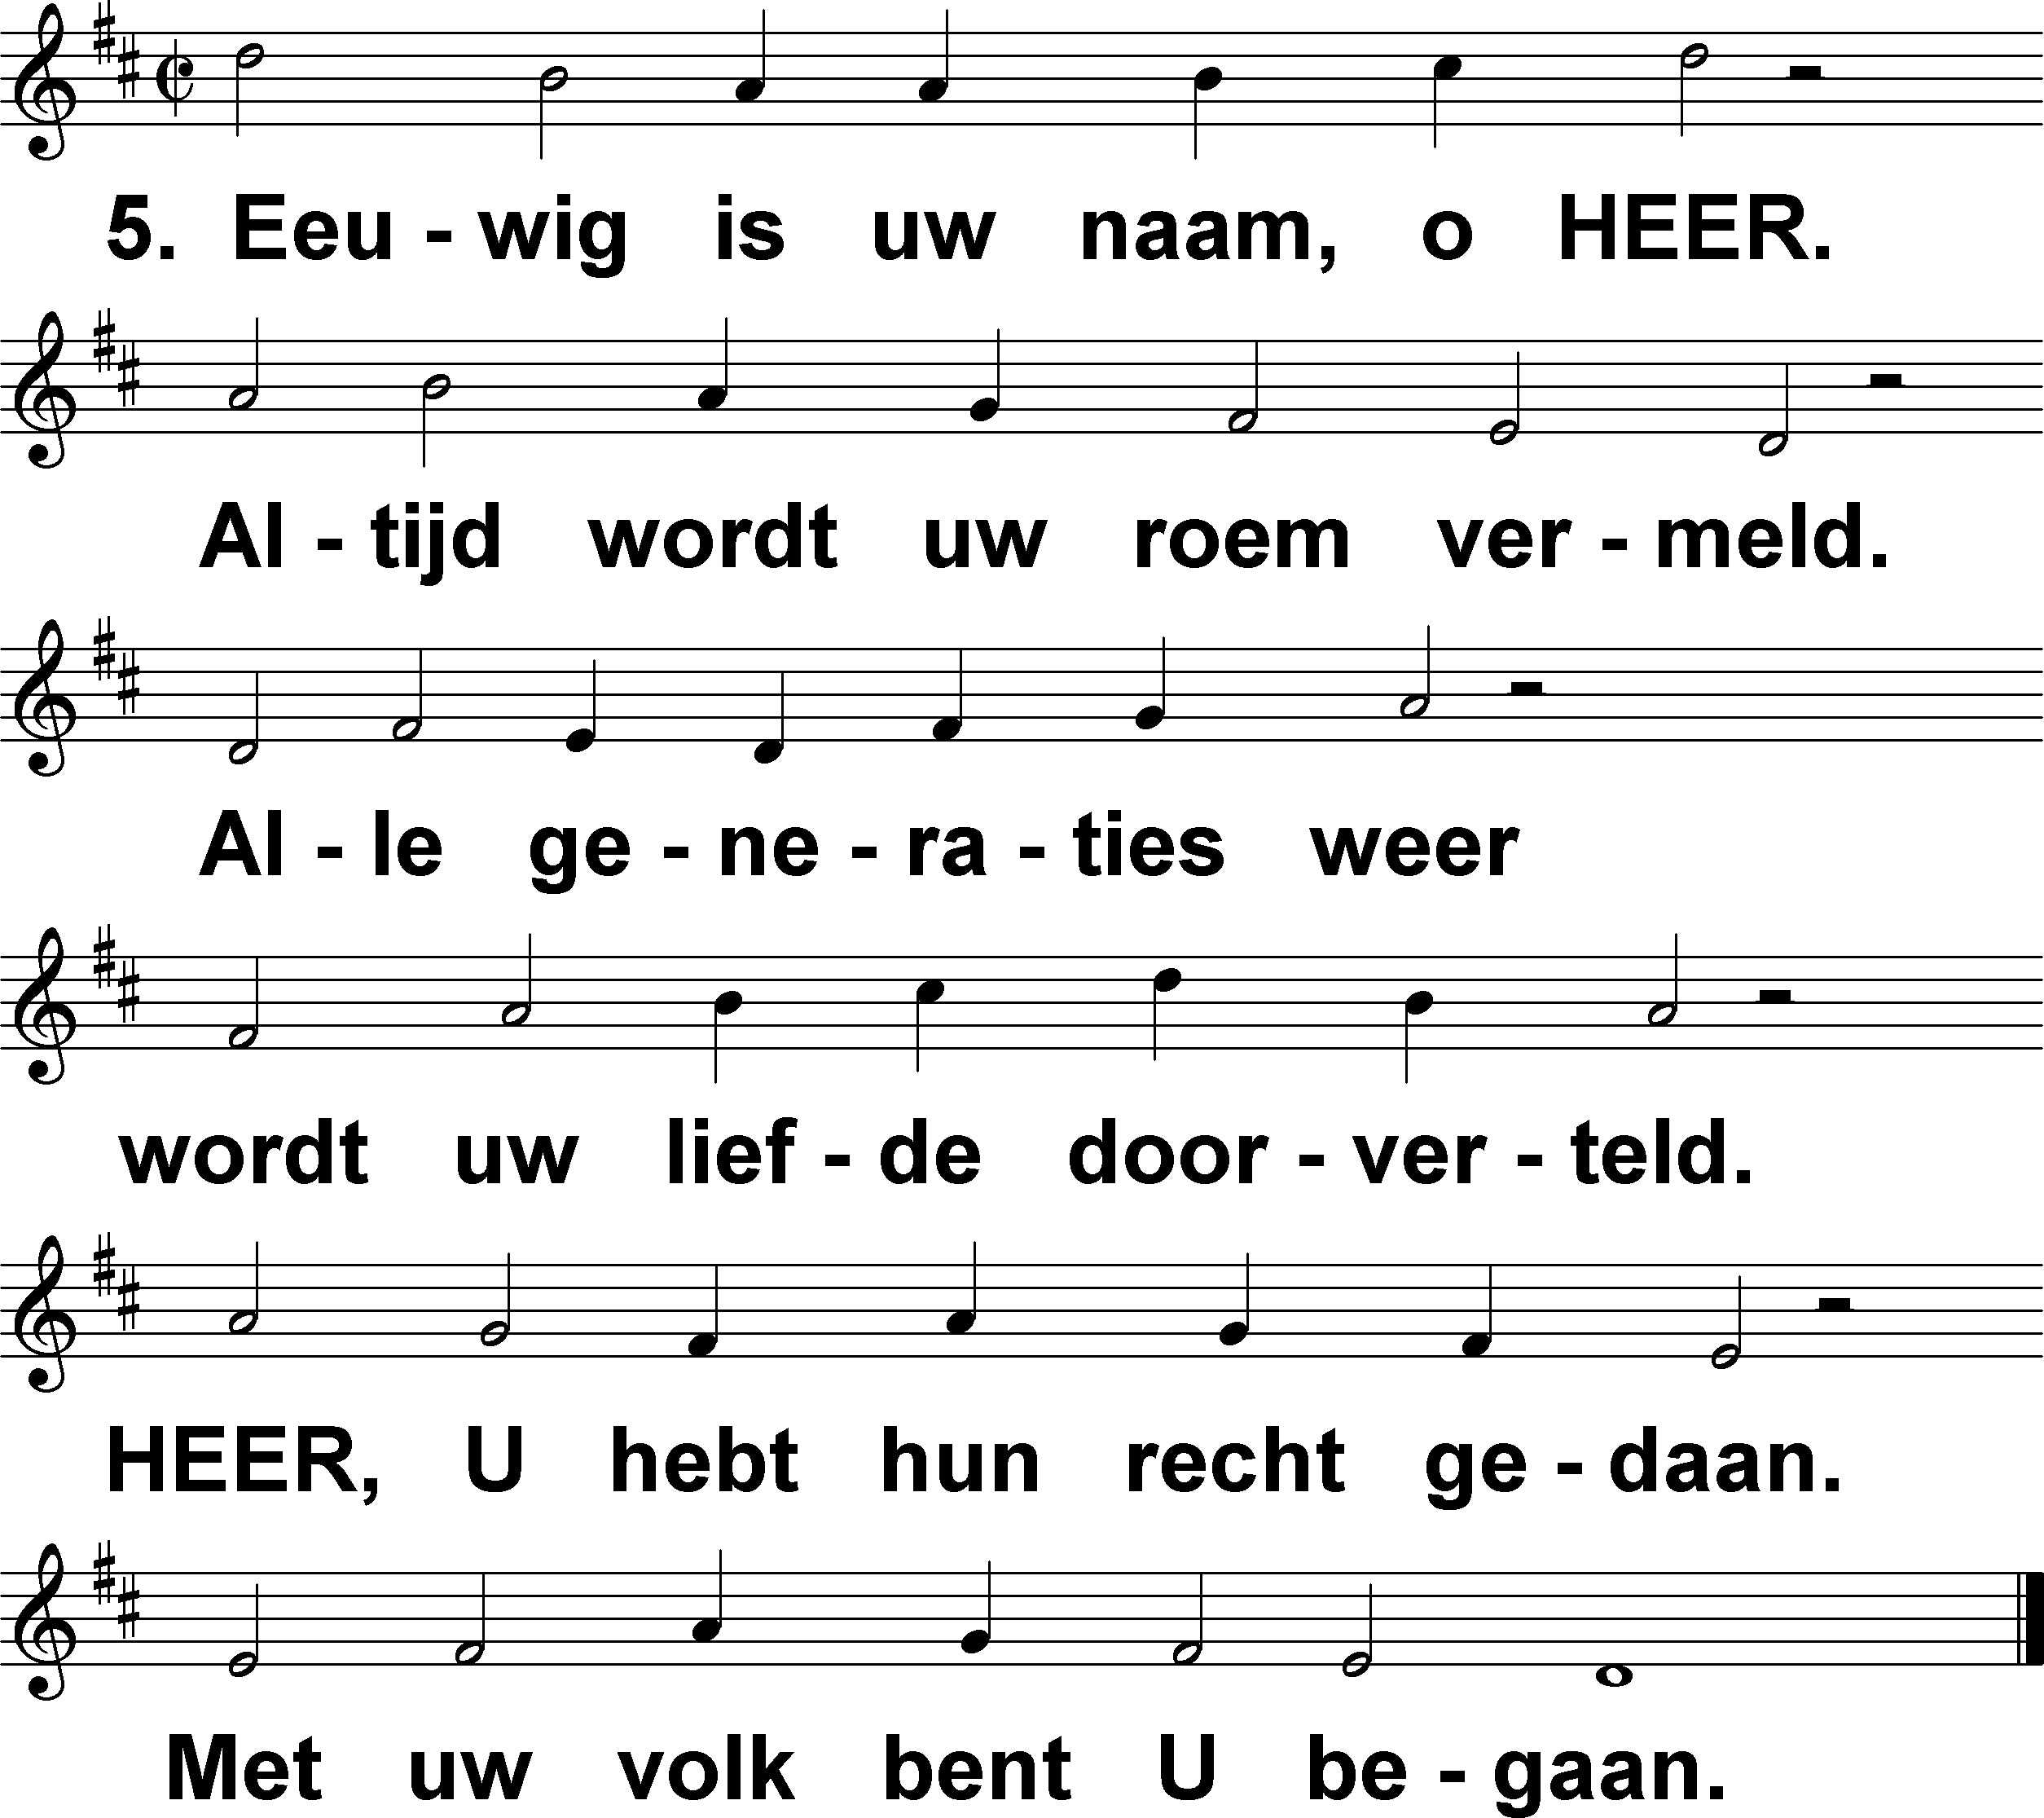 5. Eeu - wig is uw naam, o HEER.
Al - tijd wordt uw roem ver - meld.
Al - le ge - ne - ra - ties weer
wordt uw lief - de door - ver - teld.
HEER, U hebt hun recht ge - daan.
Met uw volk bent U be - gaan.